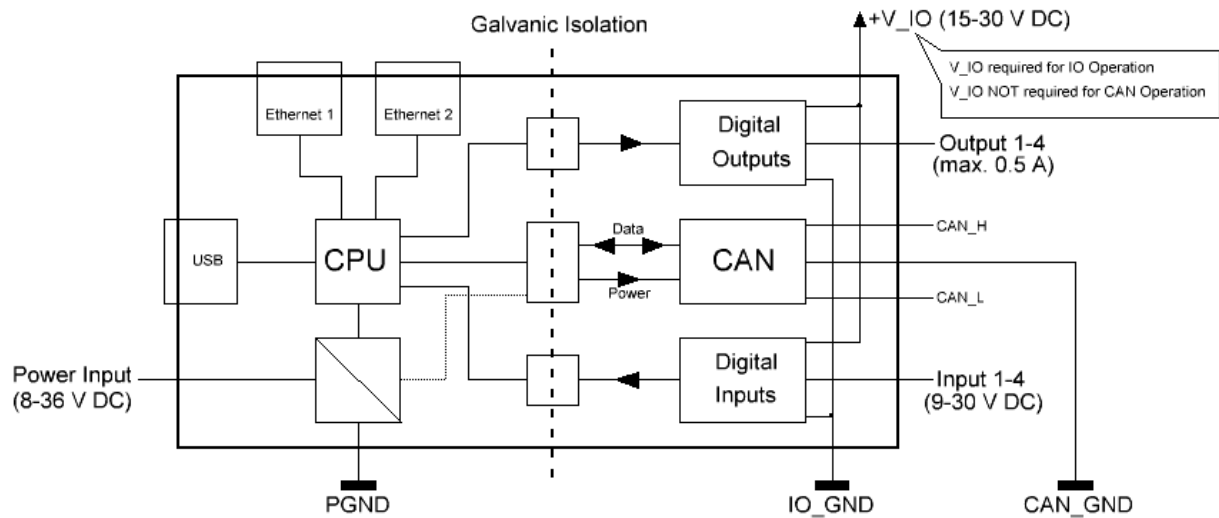 Galvanic Isolation
+V_IO (15-30 V DC)
V_IO required for IO Operation
V_IO NOT required for CAN Operation
Ethernet 1
Ethernet 2
Digital
Outputs
Output 1-4
(max. 0.5 A)
USB
CPU
Data
Power
CAN
CAN_H
CAN_L
Power Input
(8-36 V DC)
Digital
Inputs
Input 1-4
(9-30 V DC)
PGND
IO_GND
CAN_GND